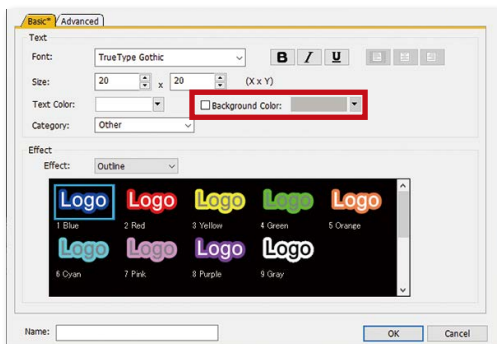 Basic* Advanced
Text
Font: TrueType Gothic B I U
Size: 20 x 20 (X x Y)
Text Color: Background Color:
Category: Other
Effect
Effect: Outline
Logo Logo Logo Logo Logo
1 Blue 2 Red 3 Yellow 4 Green 5 Orange
Logo Logo Logo Logo
6 Cyan 7 Pink 8 Purple 9 Gray
Name: OK Cancel